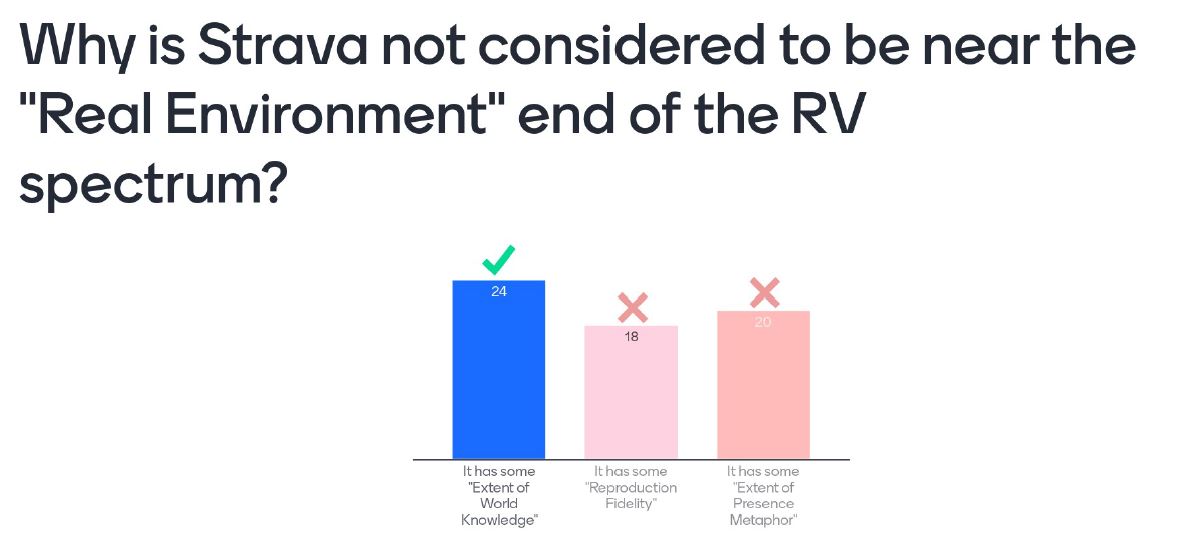 Why is Strava not considered to be near the
"Real Environment" end of the RV
spectrum?
24
18
20
It has some
"Extent of
World
Knowledge"
It has some
"Reproduction
Fidelity"
It has some
"Extent of
Presence
Metaphor"